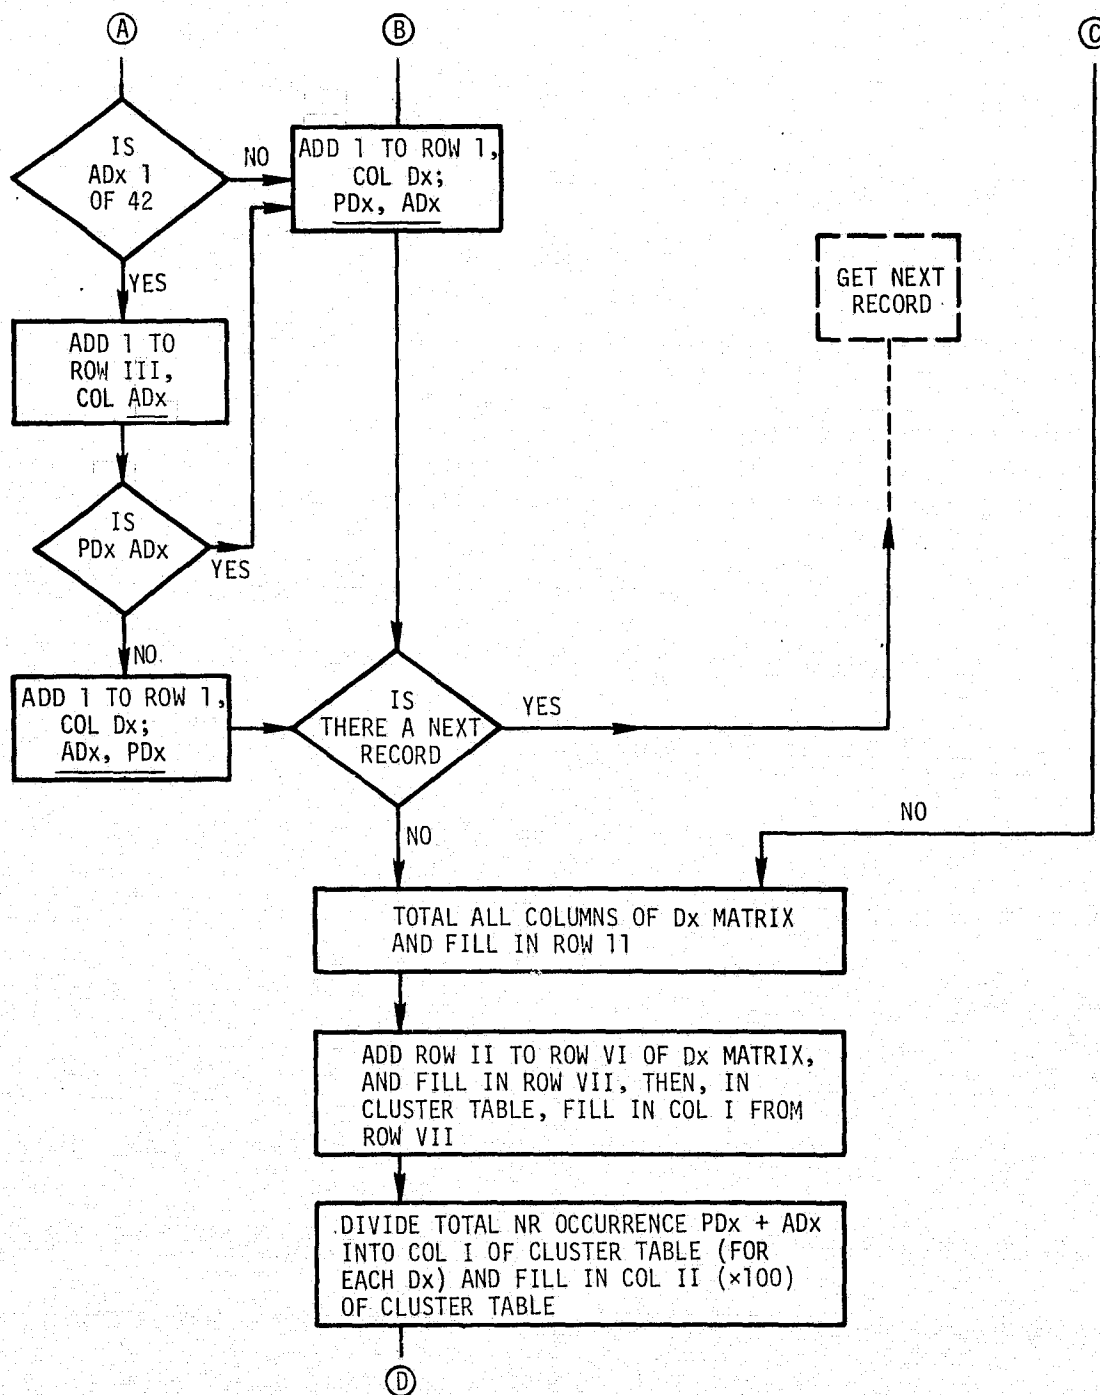 A
B
C
IS
ADx 1
OF 42
NO
ADD 1 TO ROW 1,
COL Dx;
PDx, ADx
YES
GET NEXT
RECORD
ADD 1 TO
ROW III,
COL ADx
IS
PDx ADx
YES
NO
ADD 1 TO ROW 1,
COL Dx;
ADx, PDx
IS
THERE A NEXT
RECORD
YES
NO
NO
TOTAL ALL COLUMNS OF Dx MATRIX
AND FILL IN ROW 11
ADD ROW II TO ROW VI OF Dx MATRIX,
AND FILL IN ROW VII, THEN, IN
CLUSTER TABLE, FILL IN COL I FROM
ROW VII
DIVIDE TOTAL NR OCCURRENCE PDx + ADx
INTO COL I OF CLUSTER TABLE (FOR
EACH Dx) AND FILL IN COL II (×100)
OF CLUSTER TABLE
D